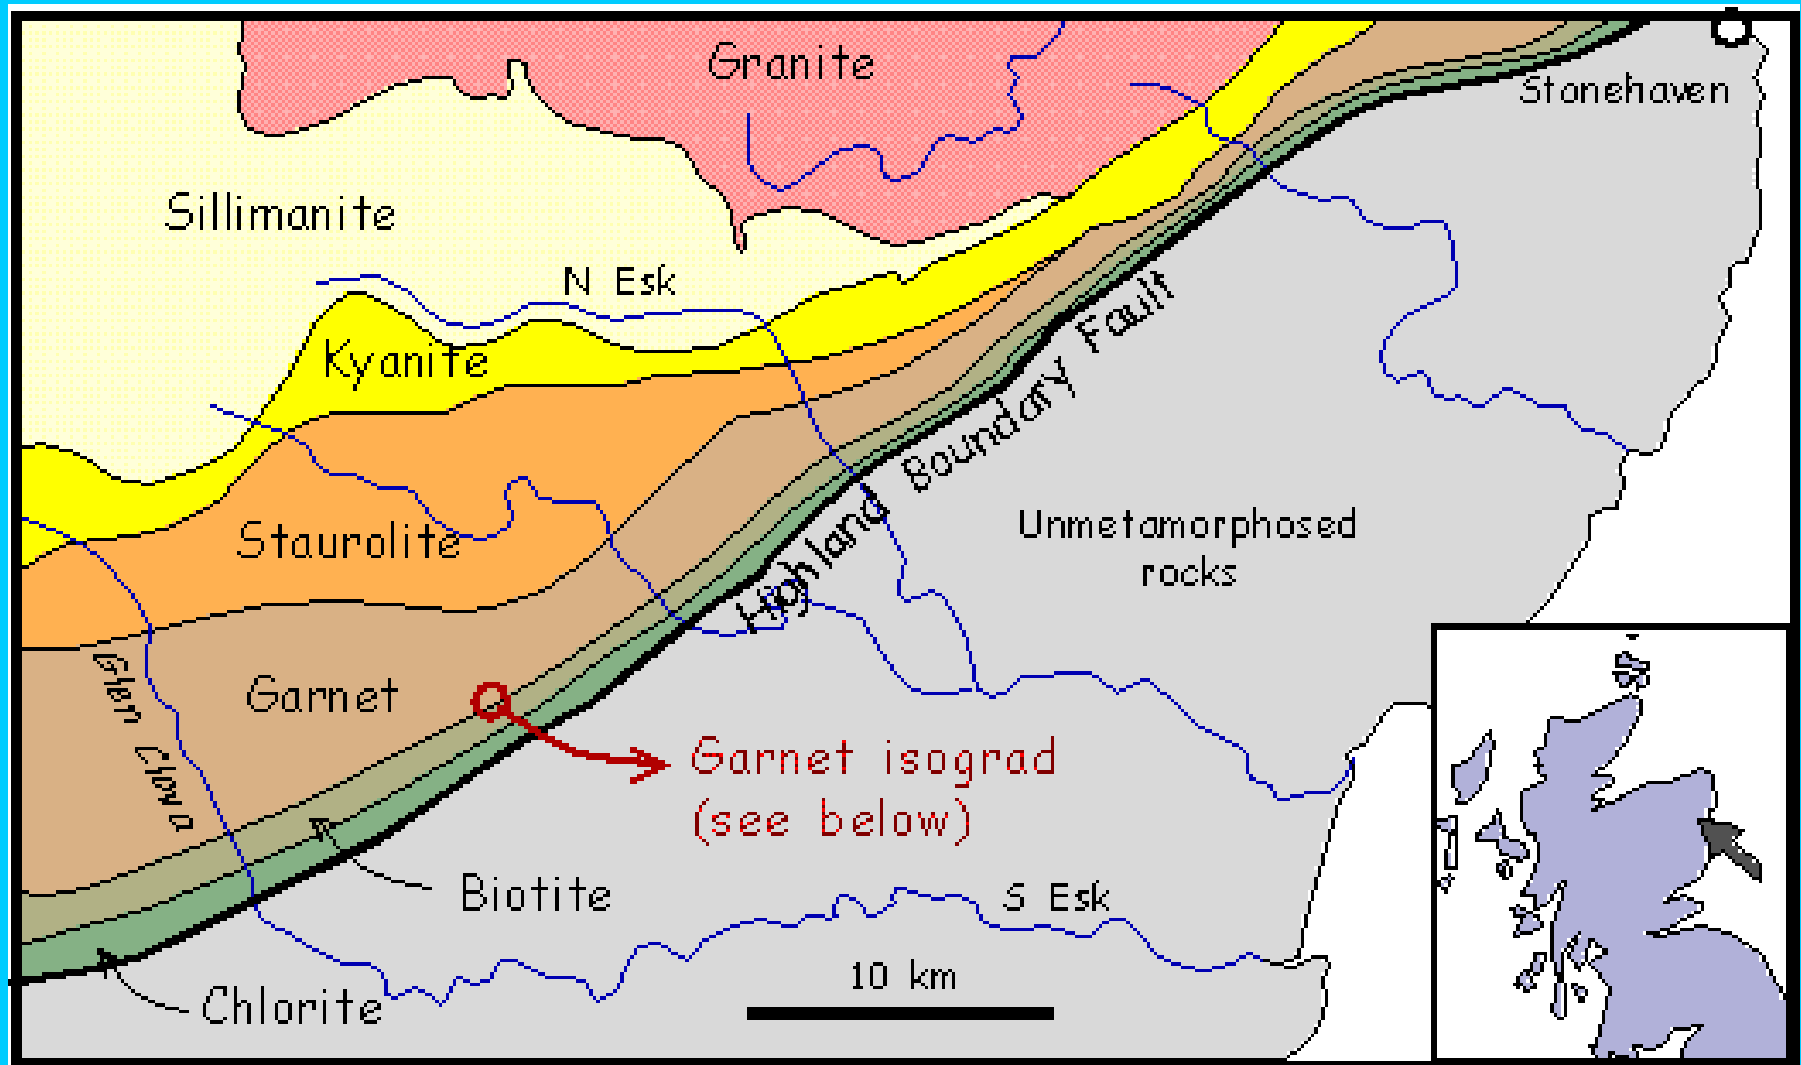 Granite
Stonehaven
Sillimanite
N Esk
Kyanite
Highland Boundary Fault
Unmetamorphosed
rocks
Staurolite
Glen Clova
Garnet
Garnet isograd
(see below)
Biotite
S Esk
10 km
Chlorite